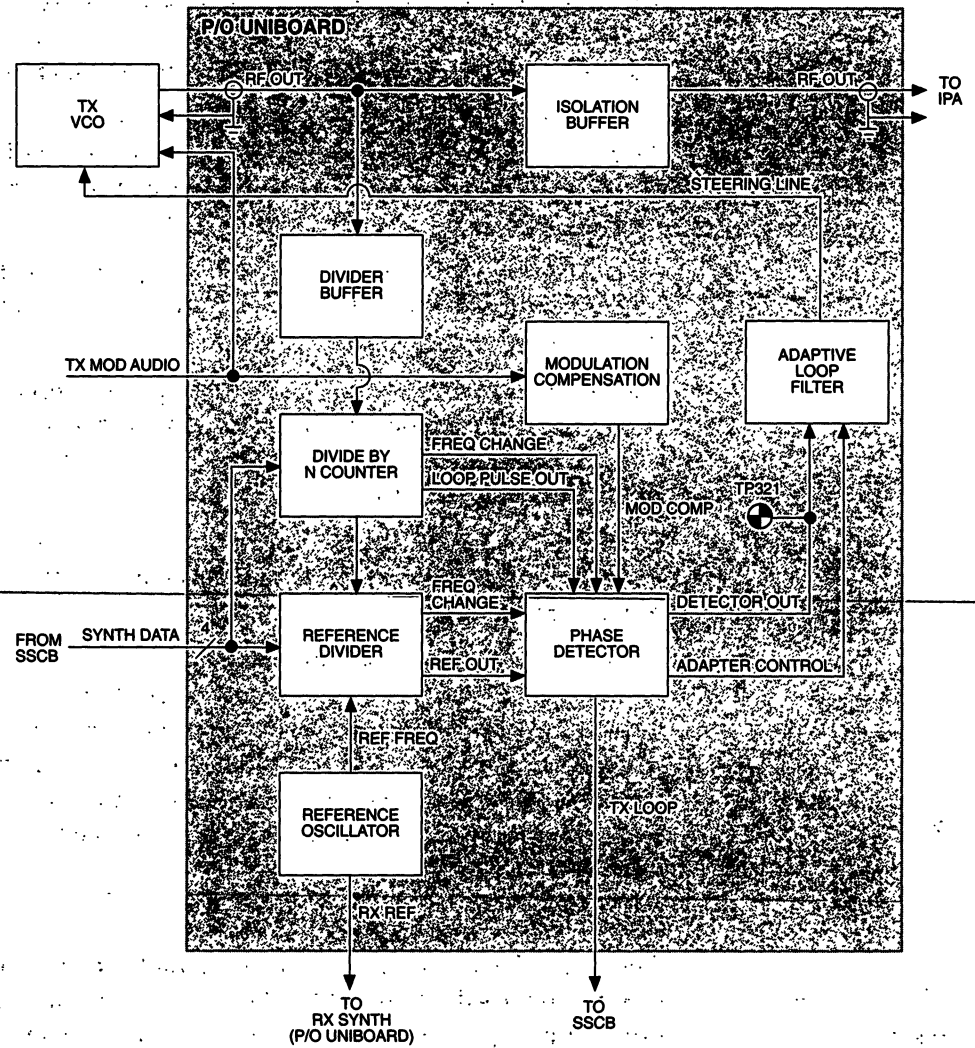 P/O UNIBOARD
TX
VCO
RF OUT
ISOLATION
BUFFER
RF OUT
TO
IPA
STEERING LINE
DIVIDER
BUFFER
TX MOD AUDIO
MODULATION
COMPENSATION
ADAPTIVE
LOOP
FILTER
DIVIDE BY
N COUNTER
FREQ CHANGE
LOOP PULSE OUT
MOD COMP
TP321
FROM
SSCB
SYNTH DATA
REFERENCE
DIVIDER
FREQ
CHANGE
REF OUT
PHASE
DETECTOR
DETECTOR OUT
ADAPTER CONTROL
REF FREQ
REFERENCE
OSCILLATOR
TX LOOP
RX REF
TO
RX SYNTH
(P/O UNIBOARD)
TO
SSCB